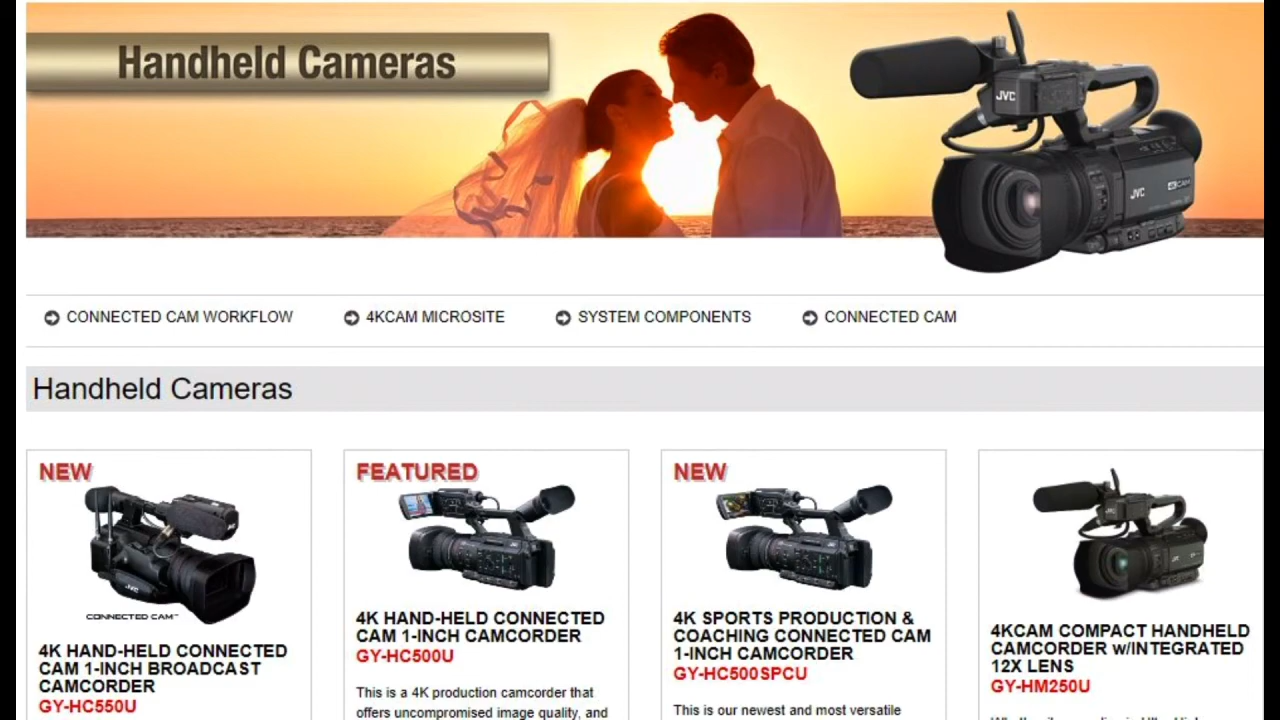 Handheld Cameras
JVC
JVC 4KCAM
CONNECTED CAM WORKFLOW
4KCAM MICROSITE
SYSTEM COMPONENTS
CONNECTED CAM
Handheld Cameras
NEW
JVC
JVC
CONNECTED CAM™
4K HAND-HELD CONNECTED
CAM 1-INCH BROADCAST
CAMCORDER
GY-HC550U
FEATURED
4K HAND-HELD CONNECTED
CAM 1-INCH CAMCORDER
GY-HC500U
This is a 4K production camcorder that
offers uncompromised image quality, and
NEW
4K SPORTS PRODUCTION &
COACHING CONNECTED CAM
1-INCH CAMCORDER
GY-HC500SPCU
This is our newest and most versatile
4KCAM COMPACT HANDHELD
CAMCORDER w/INTEGRATED
12X LENS
GY-HM250U